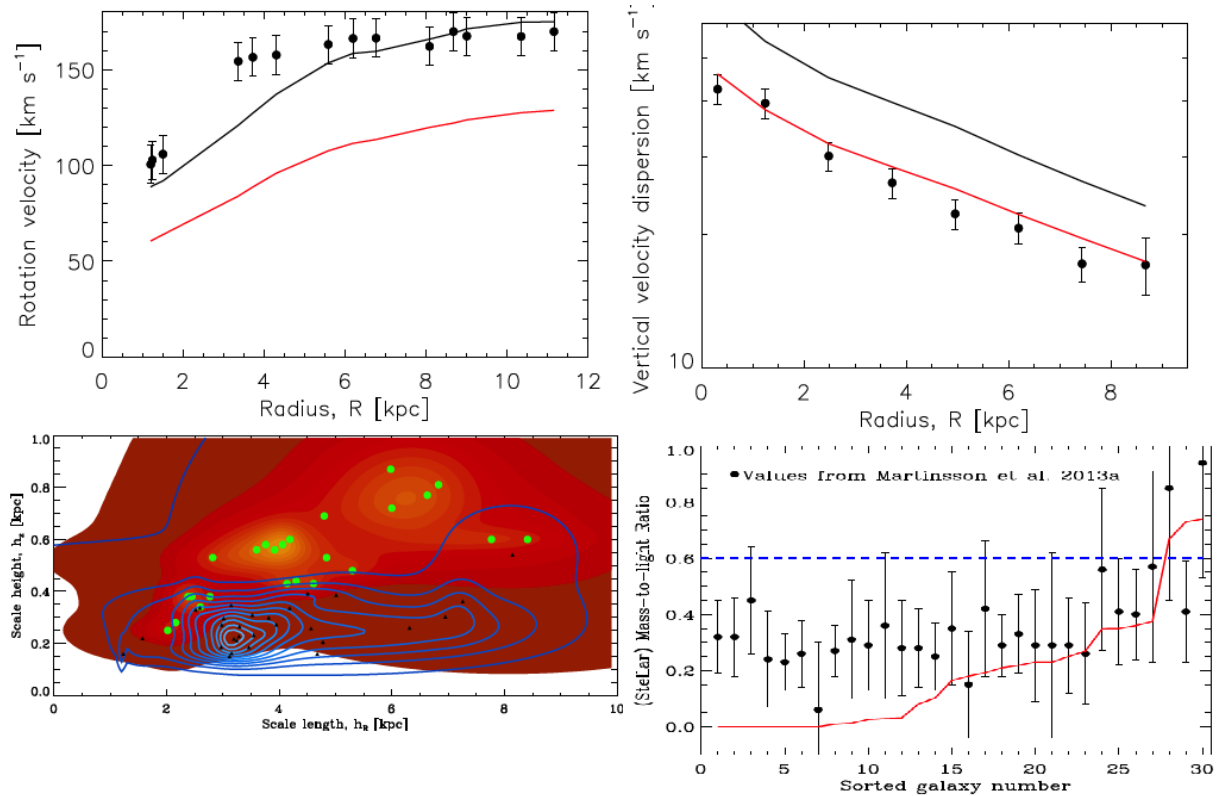 Rotation velocity [km s⁻¹]
150
100
50
0
0 2 4 6 8 10 12
Radius, R [kpc]
Vertical velocity dispersion [km s⁻¹
20
10
0 2 4 6 8
Radius, R [kpc]
Scale height, h_z [kpc]
1.0
0.8
0.6
0.4
0.2
0.0
0 2 4 6 8 10
Scale length, h_R [kpc]
(Stellar) Mass-to-light Ratio
1.0
0.8
0.6
0.4
0.2
0.0
Values from Martinsson et al. 2013a
0 5 10 15 20 25 30
Sorted galaxy number